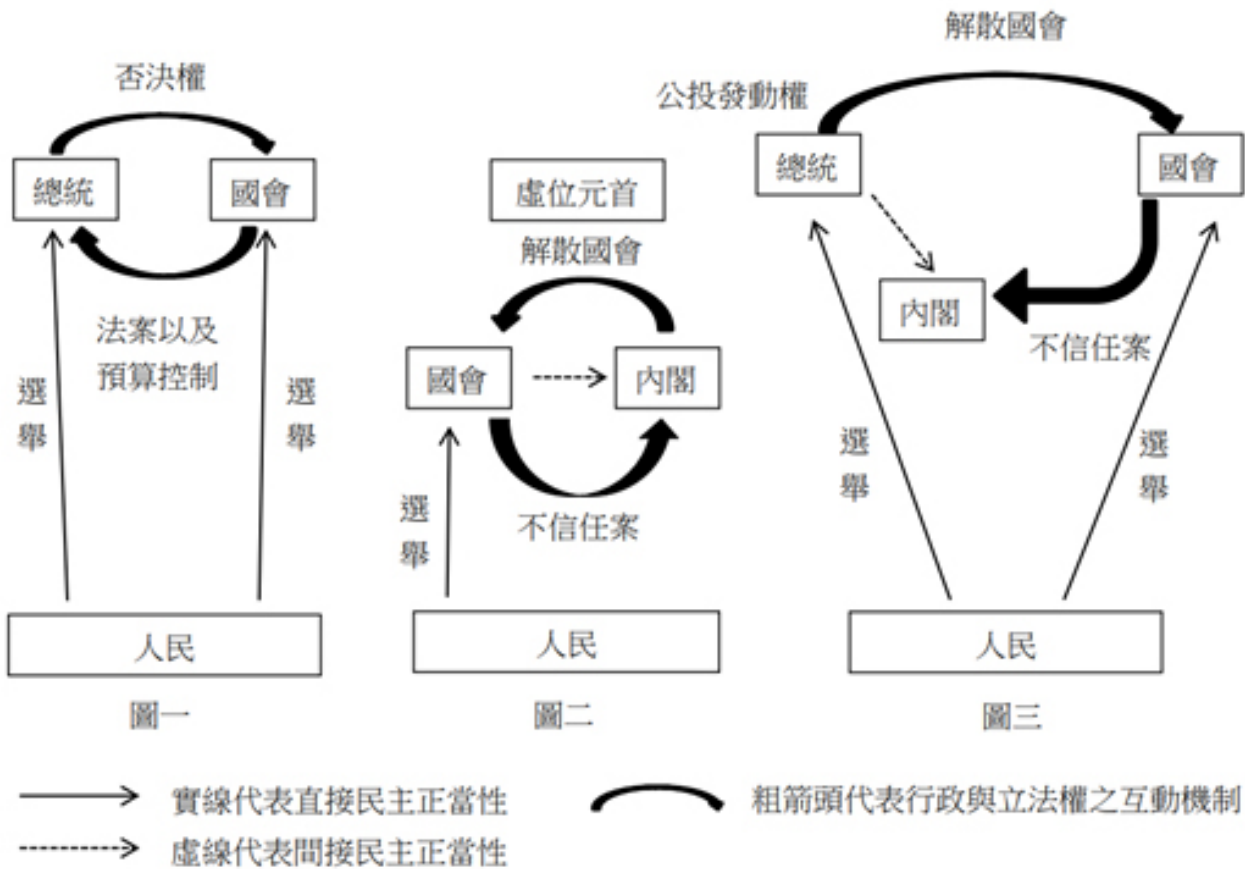 否決權
總統
國會
法案以及
預算控制
選舉
選舉
人民
圖一
虛位元首
解散國會
國會
內閣
不信任案
選舉
人民
圖二
解散國會
公投發動權
總統
國會
內閣
不信任案
選舉
選舉
人民
圖三
實線代表直接民主正當性
虛線代表間接民主正當性
粗箭頭代表行政與立法權之互動機制